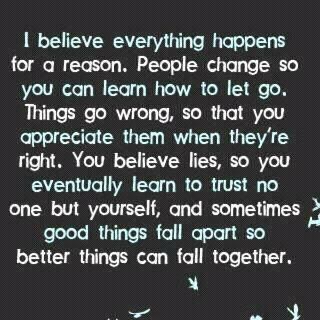 I believe everything happens
for a reason. People change so
you can learn how to let go.
Things go wrong, so that you
appreciate them when they're
right. You believe lies, so you
eventually learn to trust no
one but yourself, and sometimes
good things fall apart so
better things can fall together.